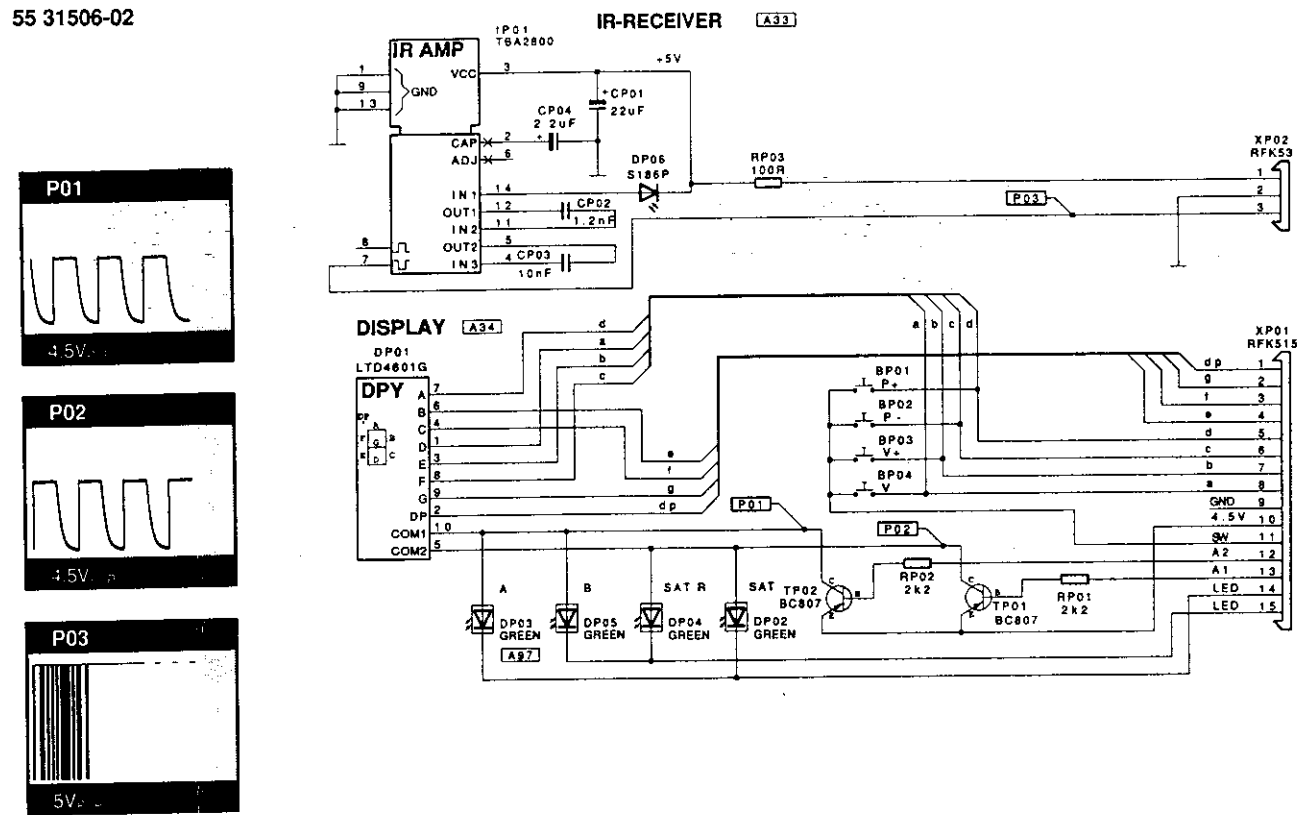 55 31506-02
IR-RECEIVER A33
IP01
TBA2800
IR AMP
1
9
13
GND
VCC 3
+5V
+CP01
22uF
CP04
2.2uF
+
CAP 2
ADJ 6
IN1 14
OUT1 12
IN2 11
OUT2 5
IN3 4
8
7
DP06
S186P
CP02
1.2nF
CP03
10nF
RP03
100R
P03
XP02
RFK53
1
2
3
P01
4.5V
P02
4.5V
P03
5V
DISPLAY A34
DP01
LTD4601G
DPY
DP
A
F G B
E D C
A 7
B 6
C 4
D 1
E 3
F 8
G 9
DP 2
COM1 10
COM2 5
d
a
b
c
e
f
g
dp
a b c d
BP01
P+
BP02
P-
BP03
V+
BP04
V
XP01
RFK515
dp 1
g 2
f 3
e 4
d 5
c 6
b 7
a 8
GND 9
4.5V 10
SW 11
A2 12
A1 13
LED 14
LED 15
P01
P02
A
DP03
GREEN
A97
B
DP05
GREEN
SAT R
DP04
GREEN
SAT
DP02
GREEN
TP02
BC807
C
B
E
RP02
2k2
C
B
E
TP01
BC807
RP01
2k2